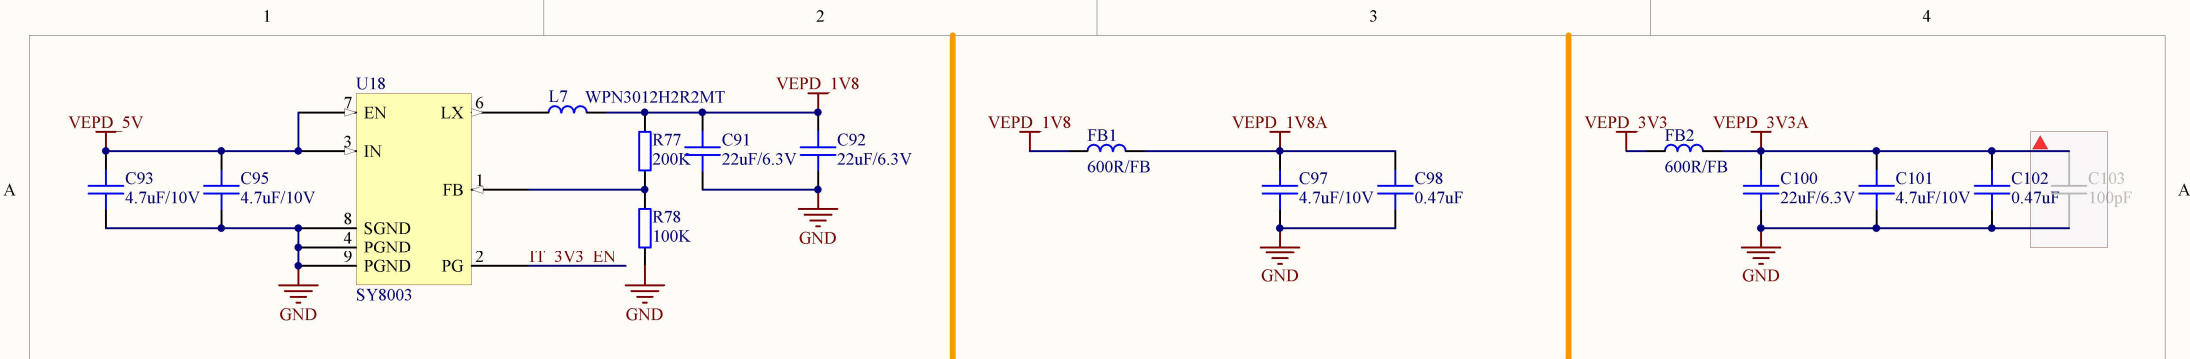 1
2
3
4
A
A
U18
7
EN
LX
6
L7
WPN3012H2R2MT
VEPD_1V8
VEPD_5V
3
IN
R77
200K
C91
22uF/6.3V
C92
22uF/6.3V
C93
4.7uF/10V
C95
4.7uF/10V
FB
1
8
SGND
4
PGND
9
PGND
PG
2
IT_3V3_EN
R78
100K
GND
SY8003
GND
GND
VEPD_1V8
FB1
600R/FB
VEPD_1V8A
C97
4.7uF/10V
C98
0.47uF
GND
VEPD_3V3
FB2
600R/FB
VEPD_3V3A
C100
22uF/6.3V
C101
4.7uF/10V
C102
0.47uF
C103
100pF
GND